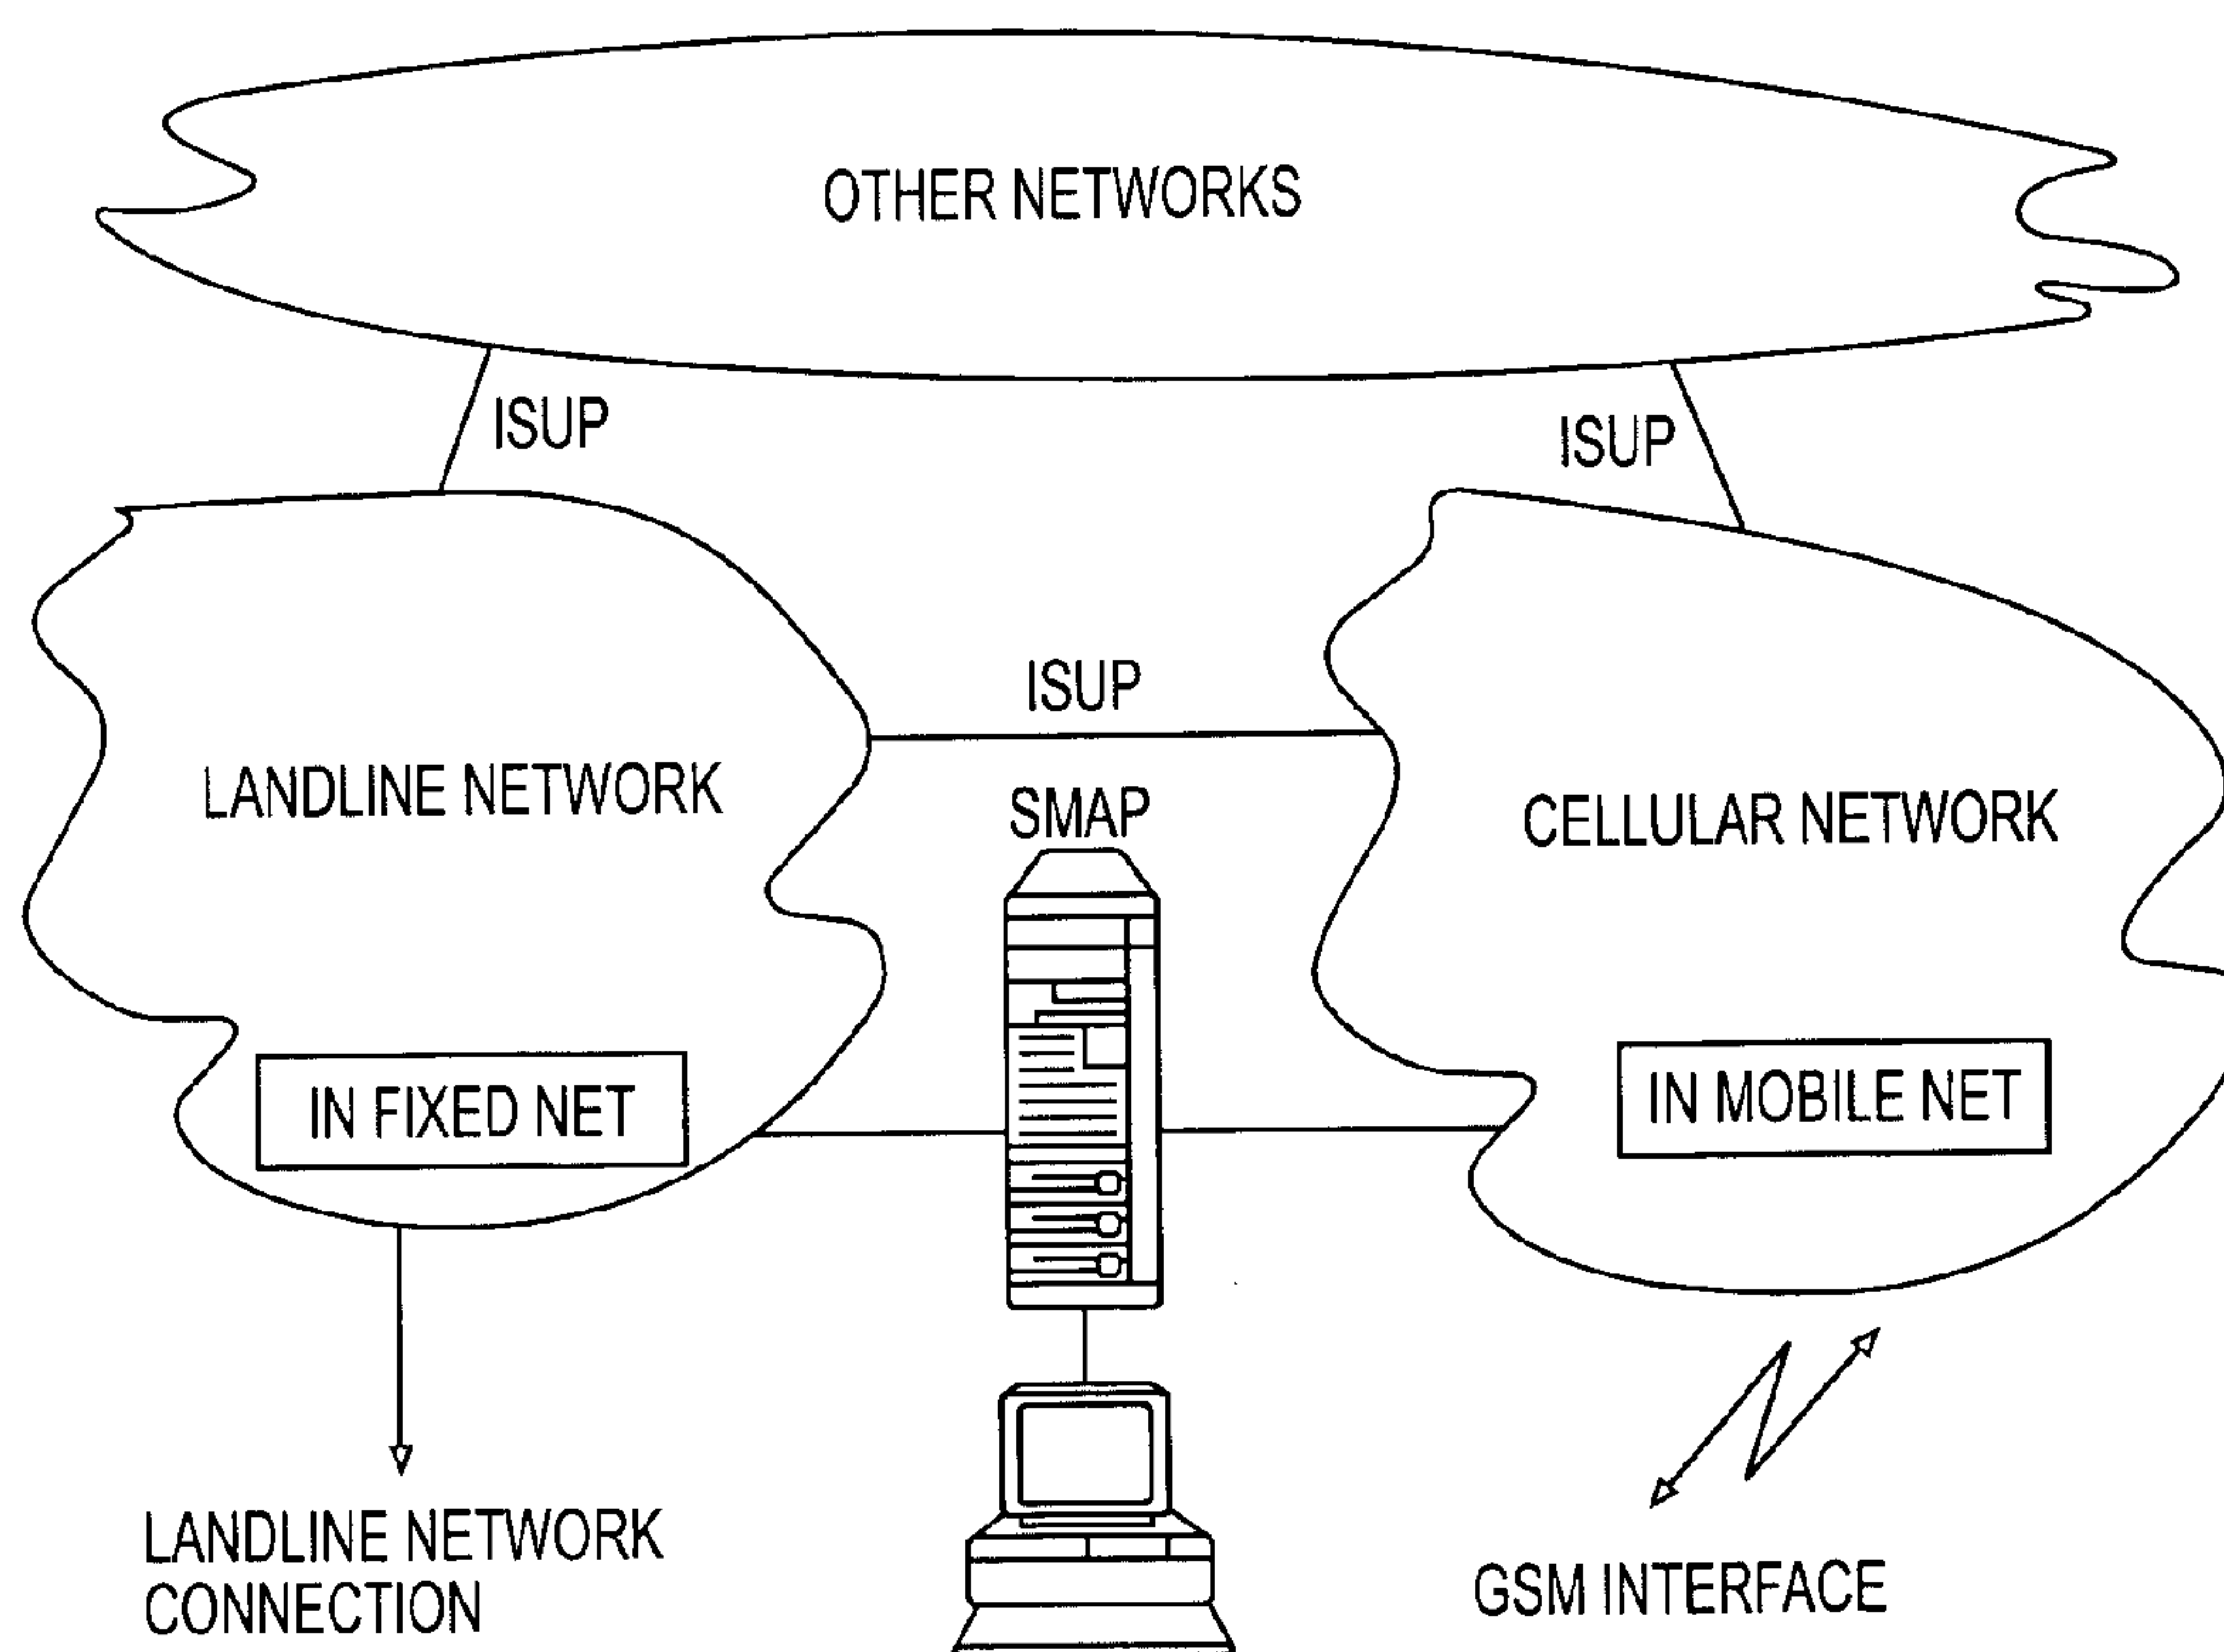 OTHER NETWORKS
ISUP
ISUP
ISUP
LANDLINE NETWORK
SMAP
CELLULAR NETWORK
IN FIXED NET
IN MOBILE NET
LANDLINE NETWORK
CONNECTION
GSM INTERFACE